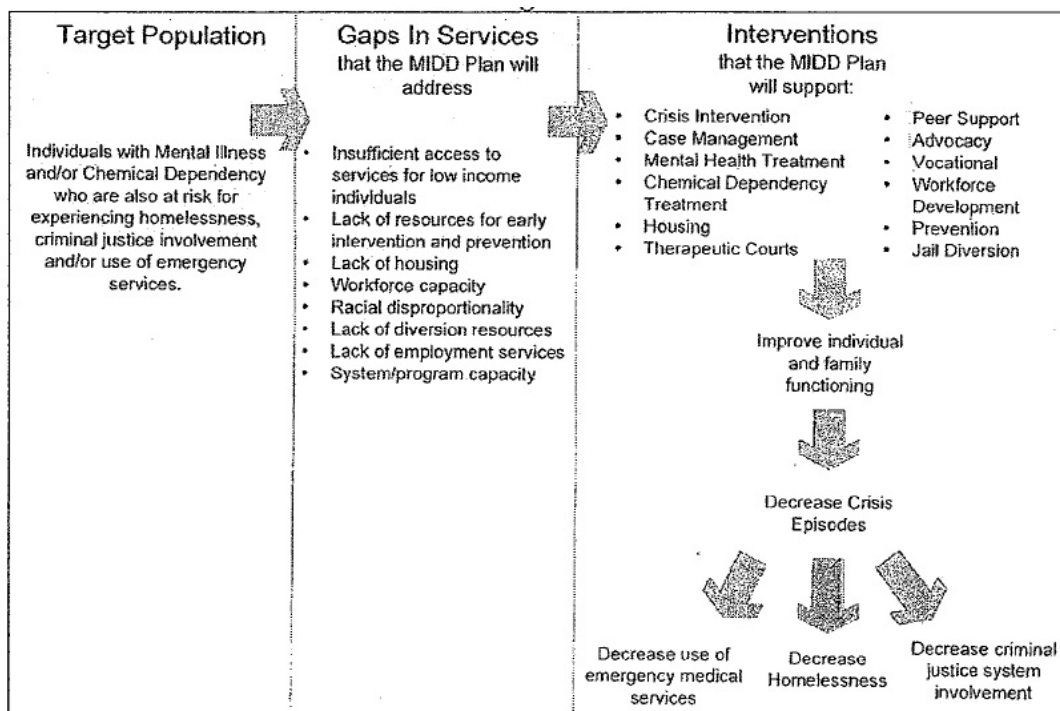 Target Population
Individuals with Mental Illness
and/or Chemical Dependency
who are also at risk for
experiencing homelessness,
criminal justice involvement
and/or use of emergency
services.
Gaps In Services
that the MIDD Plan will
address
• Insufficient access to
services for low income
individuals
• Lack of resources for early
intervention and prevention
• Lack of housing
• Workforce capacity
• Racial disproportionality
• Lack of diversion resources
• Lack of employment services
• System/program capacity
Interventions
that the MIDD Plan
will support:
• Crisis Intervention
• Case Management
• Mental Health Treatment
• Chemical Dependency
Treatment
• Housing
• Therapeutic Courts
• Peer Support
• Advocacy
• Vocational
• Workforce
Development
• Prevention
• Jail Diversion
Improve individual
and family
functioning
Decrease Crisis
Episodes
Decrease use of
emergency medical
services
Decrease
Homelessness
Decrease criminal
justice system
involvement